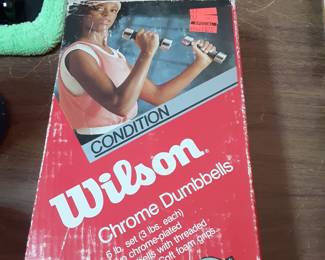 CONDITION
Wilson®
Chrome Dumbbells
6 lb. set (3 lbs. each)
chrome-plated
with threaded
Soft foam grips